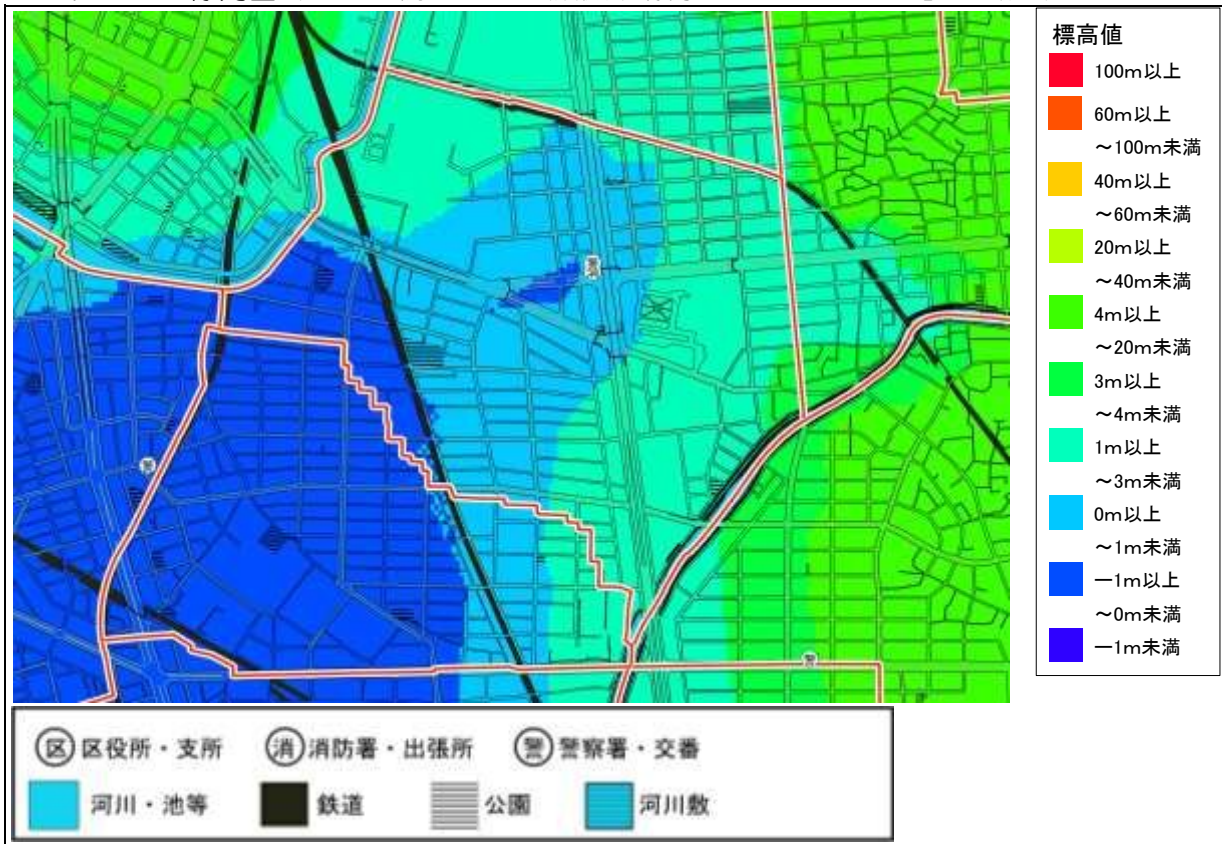 標高値
100m以上
60m以上
～100m未満
40m以上
～60m未満
20m以上
～40m未満
4m以上
～20m未満
3m以上
～4m未満
1m以上
～3m未満
0m以上
～1m未満
－1m以上
～0m未満
－1m未満
区 区役所・支所 消 消防署・出張所 警 警察署・交番
河川・池等 鉄道 公園 河川敷